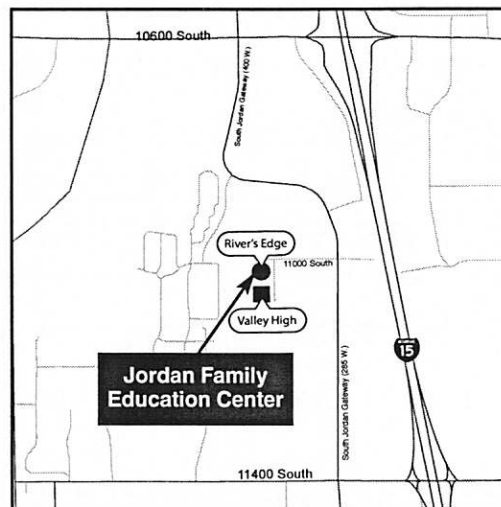 10600 South
South Jordan Gateway (400 W.)
River's Edge
11000 South
Valley High
15
Jordan Family
Education Center
South Jordan Gateway (265 W.)
11400 South